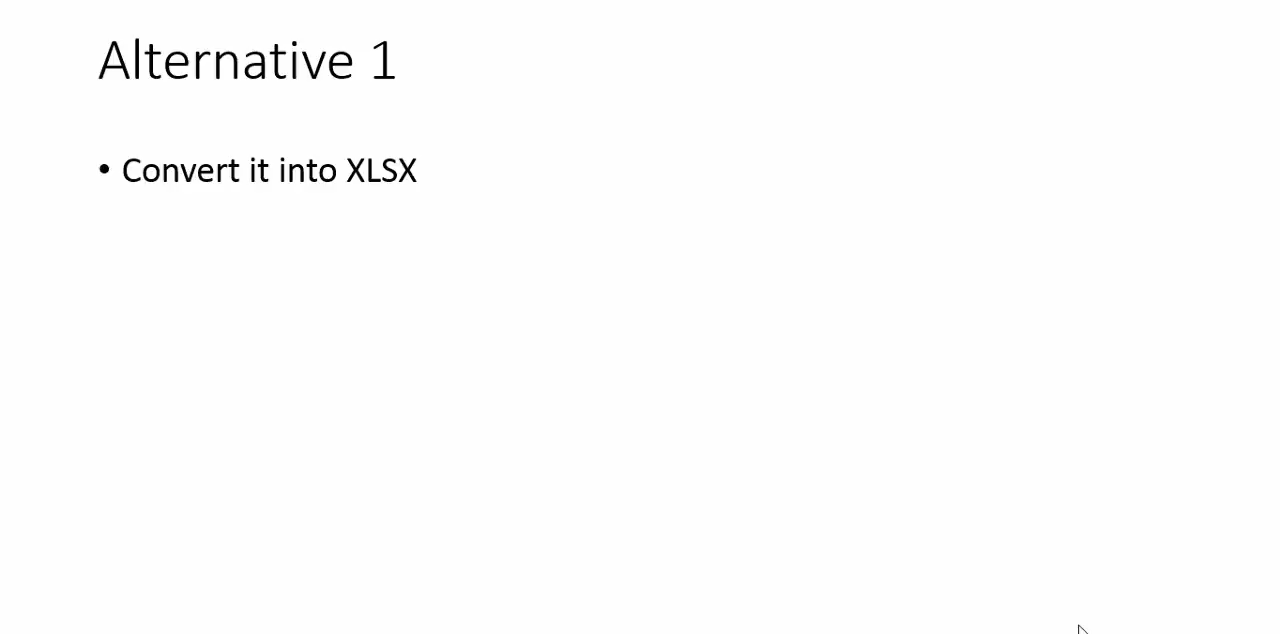 Alternative 1
• Convert it into XLSX